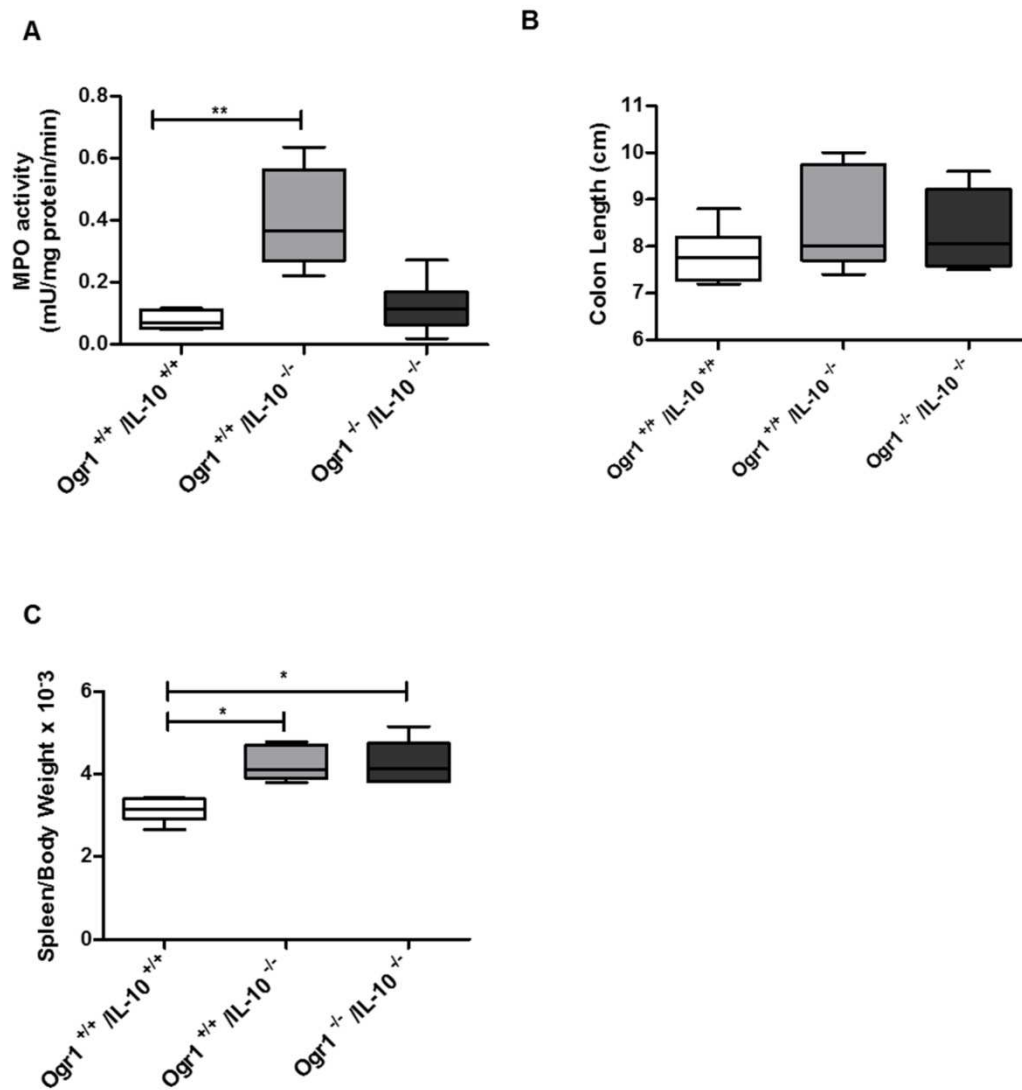 A
MPO activity
(mU/mg protein/min)
0.8
0.6
0.4
0.2
0.0
**
Ogr1 +/+ /IL-10 +/+
Ogr1 +/+ /IL-10 -/-
Ogr1 -/- /IL-10 -/-
B
Colon Length (cm)
11
10
9
8
7
6
Ogr1 +/+ /IL-10 +/+
Ogr1 +/+ /IL-10 -/-
Ogr1 -/- /IL-10 -/-
C
Spleen/Body Weight x 10-3
6
4
2
0
*
*
Ogr1 +/+ /IL-10 +/+
Ogr1 +/+ /IL-10 -/-
Ogr1 -/- /IL-10 -/-